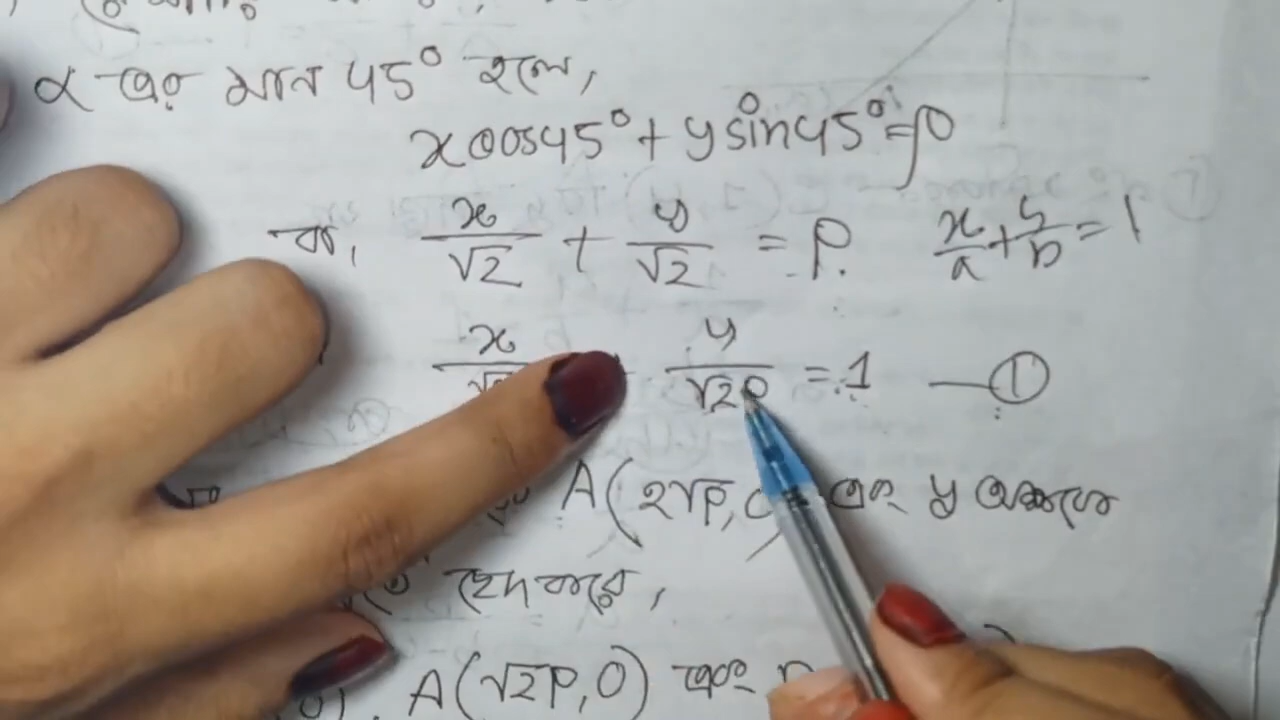 α এর মান 45° হলে,
x cos45° + y sin45° = p
বা, x/√2 + y/√2 = p. x/a + y/b = 1
x/√ y/√2p = 1 —①
A(2√p, 0) এবং y অক্ষকে
ছেদ করে,
A(√2p, 0) এবং